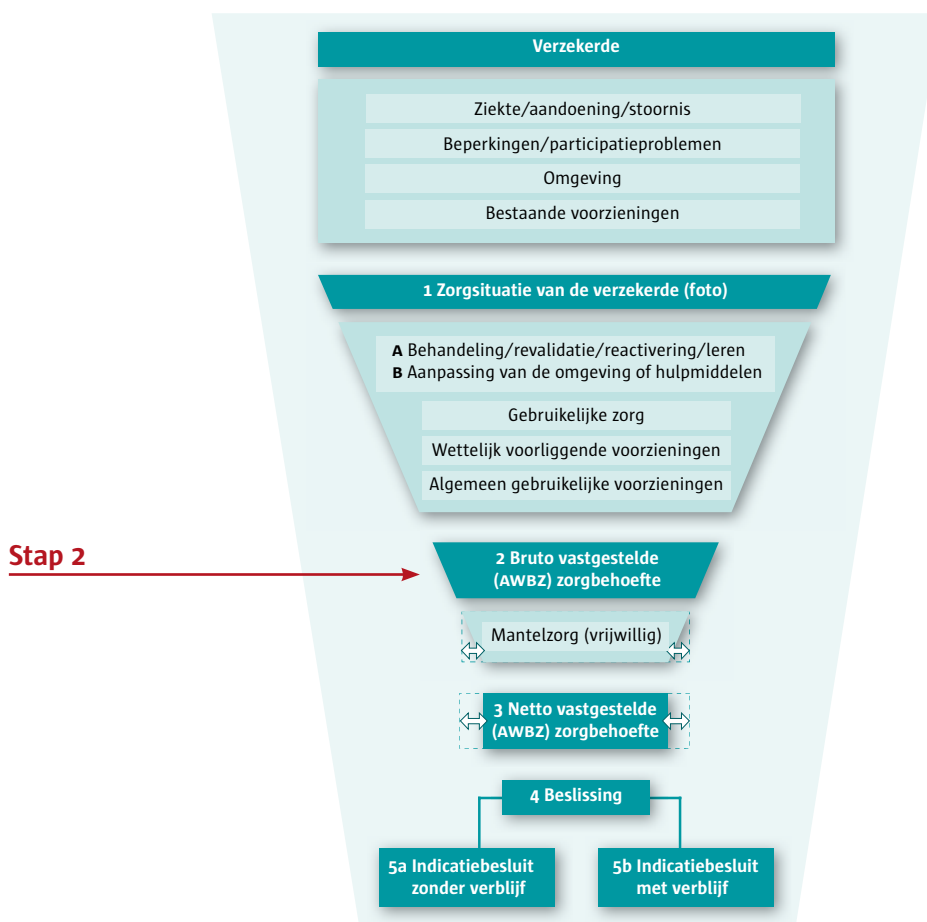 Verzekerde
Ziekte/aandoening/stoornis
Beperkingen/participatieproblemen
Omgeving
Bestaande voorzieningen
1 Zorgsituatie van de verzekerde (foto)
A Behandeling/revalidatie/reactivering/leren
B Aanpassing van de omgeving of hulpmiddelen
Gebruikelijke zorg
Wettelijk voorliggende voorzieningen
Algemeen gebruikelijke voorzieningen
Stap 2
2 Bruto vastgestelde
(AWBZ) zorgbehoefte
Mantelzorg (vrijwillig)
3 Netto vastgestelde
(AWBZ) zorgbehoefte
4 Beslissing
5a Indicatiebesluit
zonder verblijf
5b Indicatiebesluit
met verblijf